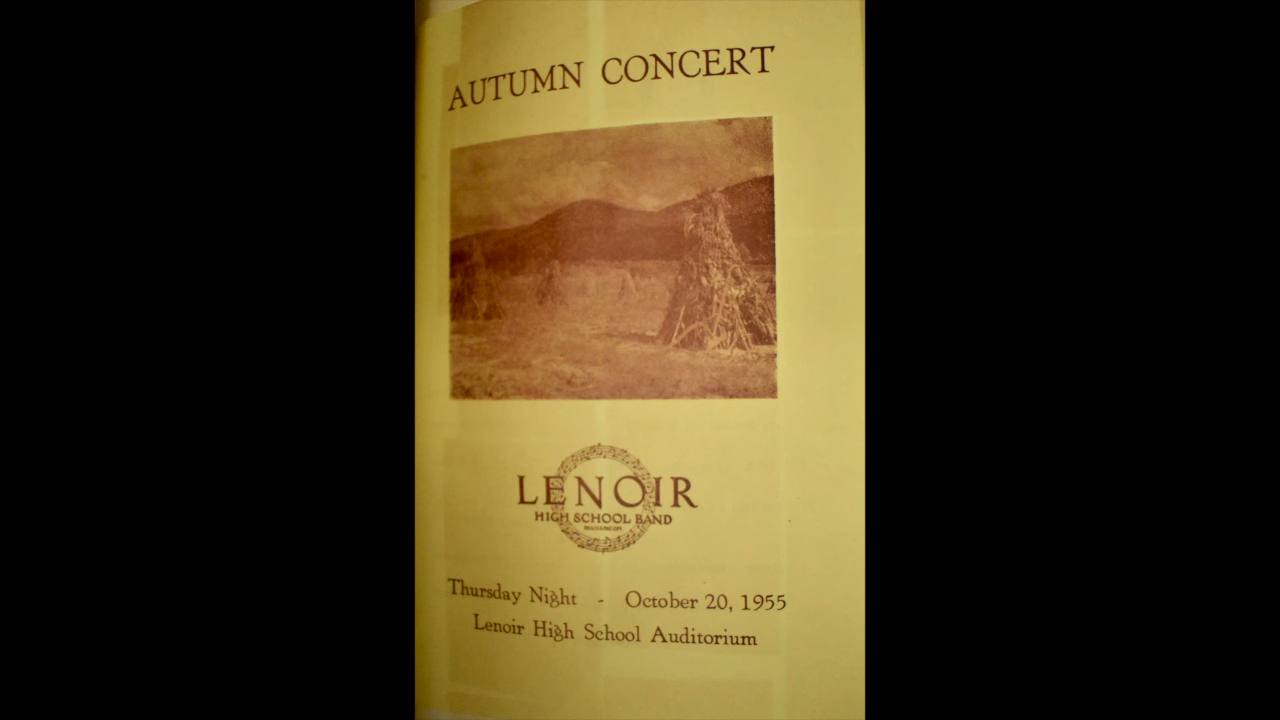 AUTUMN CONCERT
LENOIR
HIGH SCHOOL BAND
Thursday Night - October 20, 1955
Lenoir High School Auditorium